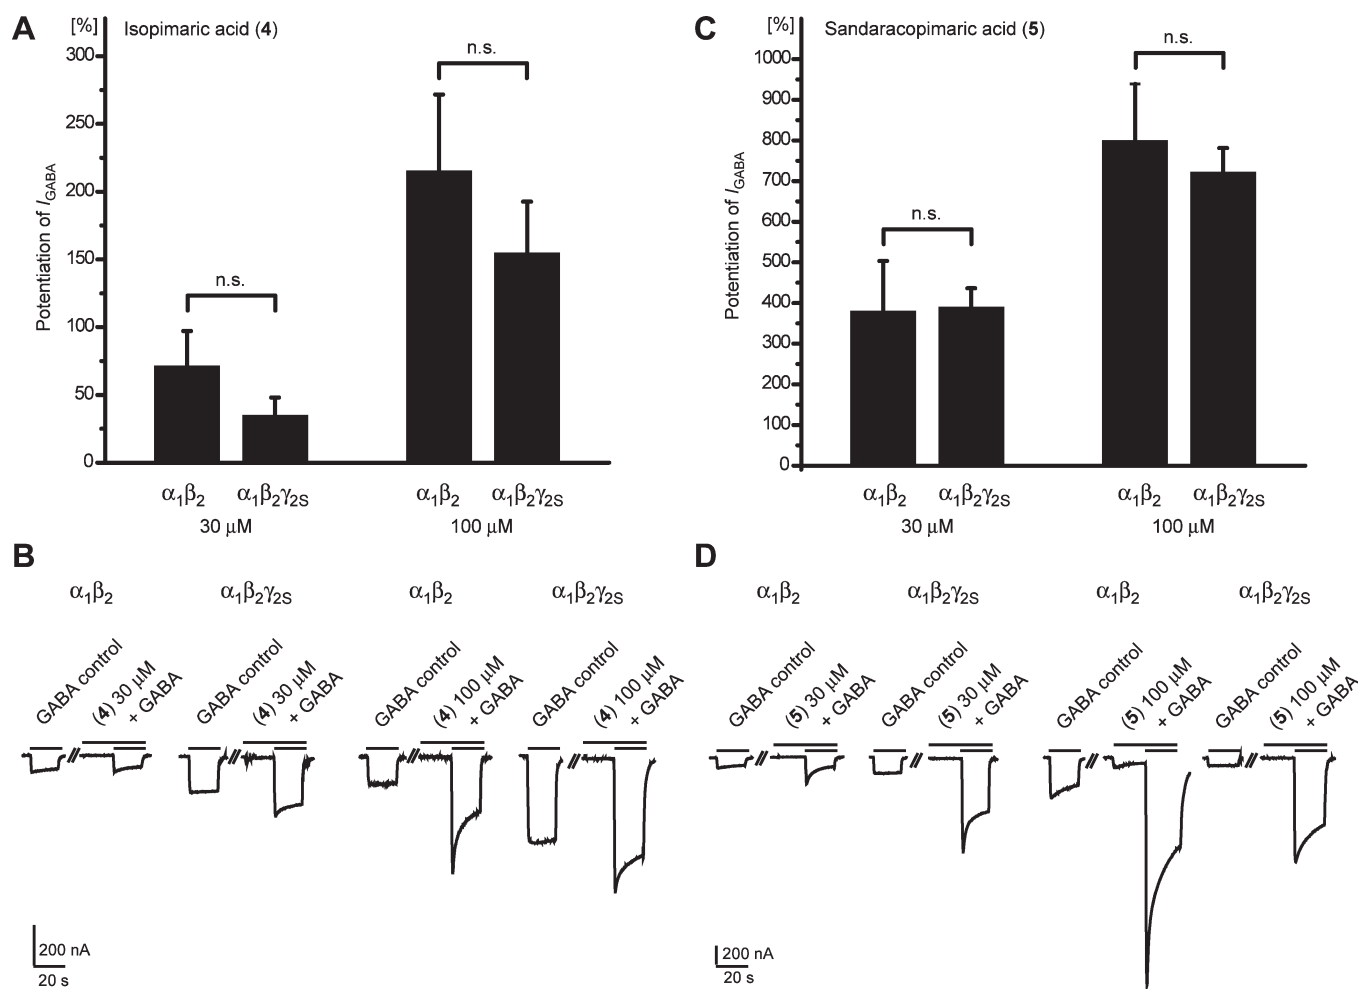 A
[%]
Isopimaric acid (4)
n.s.
n.s.
300
250
200
150
100
50
0
Potentiation of I_GABA
α₁β₂
α₁β₂γ₂S
α₁β₂
α₁β₂γ₂S
30 μM
100 μM
C
[%]
Sandaracopimaric acid (5)
n.s.
n.s.
1000
900
800
700
600
500
400
300
200
100
0
Potentiation of I_GABA
α₁β₂
α₁β₂γ₂S
α₁β₂
α₁β₂γ₂S
30 μM
100 μM
B
α₁β₂
α₁β₂γ₂S
α₁β₂
α₁β₂γ₂S
GABA control
(4) 30 μM
+ GABA
GABA control
(4) 30 μM
+ GABA
GABA control
(4) 100 μM
+ GABA
GABA control
(4) 100 μM
+ GABA
200 nA
20 s
D
α₁β₂
α₁β₂γ₂S
α₁β₂
α₁β₂γ₂S
GABA control
(5) 30 μM
+ GABA
GABA control
(5) 30 μM
+ GABA
GABA control
(5) 100 μM
+ GABA
GABA control
(5) 100 μM
+ GABA
200 nA
20 s